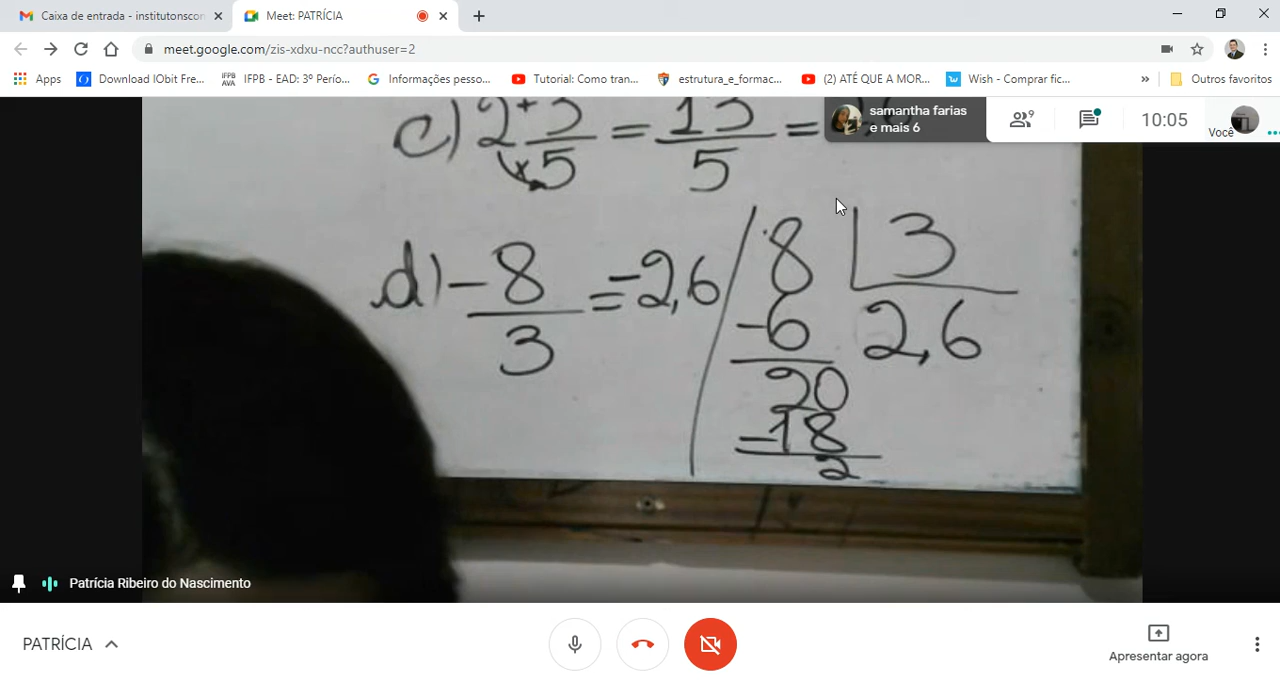 Caixa de entrada - institutonscon
Meet: PATRÍCIA
meet.google.com/zis-xdxu-ncc?authuser=2
Apps
Download IObit Fre...
IFPB AVA
IFPB - EAD: 3º Perío...
Informações pesso...
Tutorial: Como tran...
estrutura_e_formac...
(2) ATÉ QUE A MOR...
Wish - Comprar fic...
»
Outros favoritos
samantha farias
e mais 6
9
10:05
Você
c) 2 + 3/5 = 13/5 =
d) -8/3 = -2,6
8 | 3
-6 2,6
20
-18
2
Patrícia Ribeiro do Nascimento
PATRÍCIA
Apresentar agora